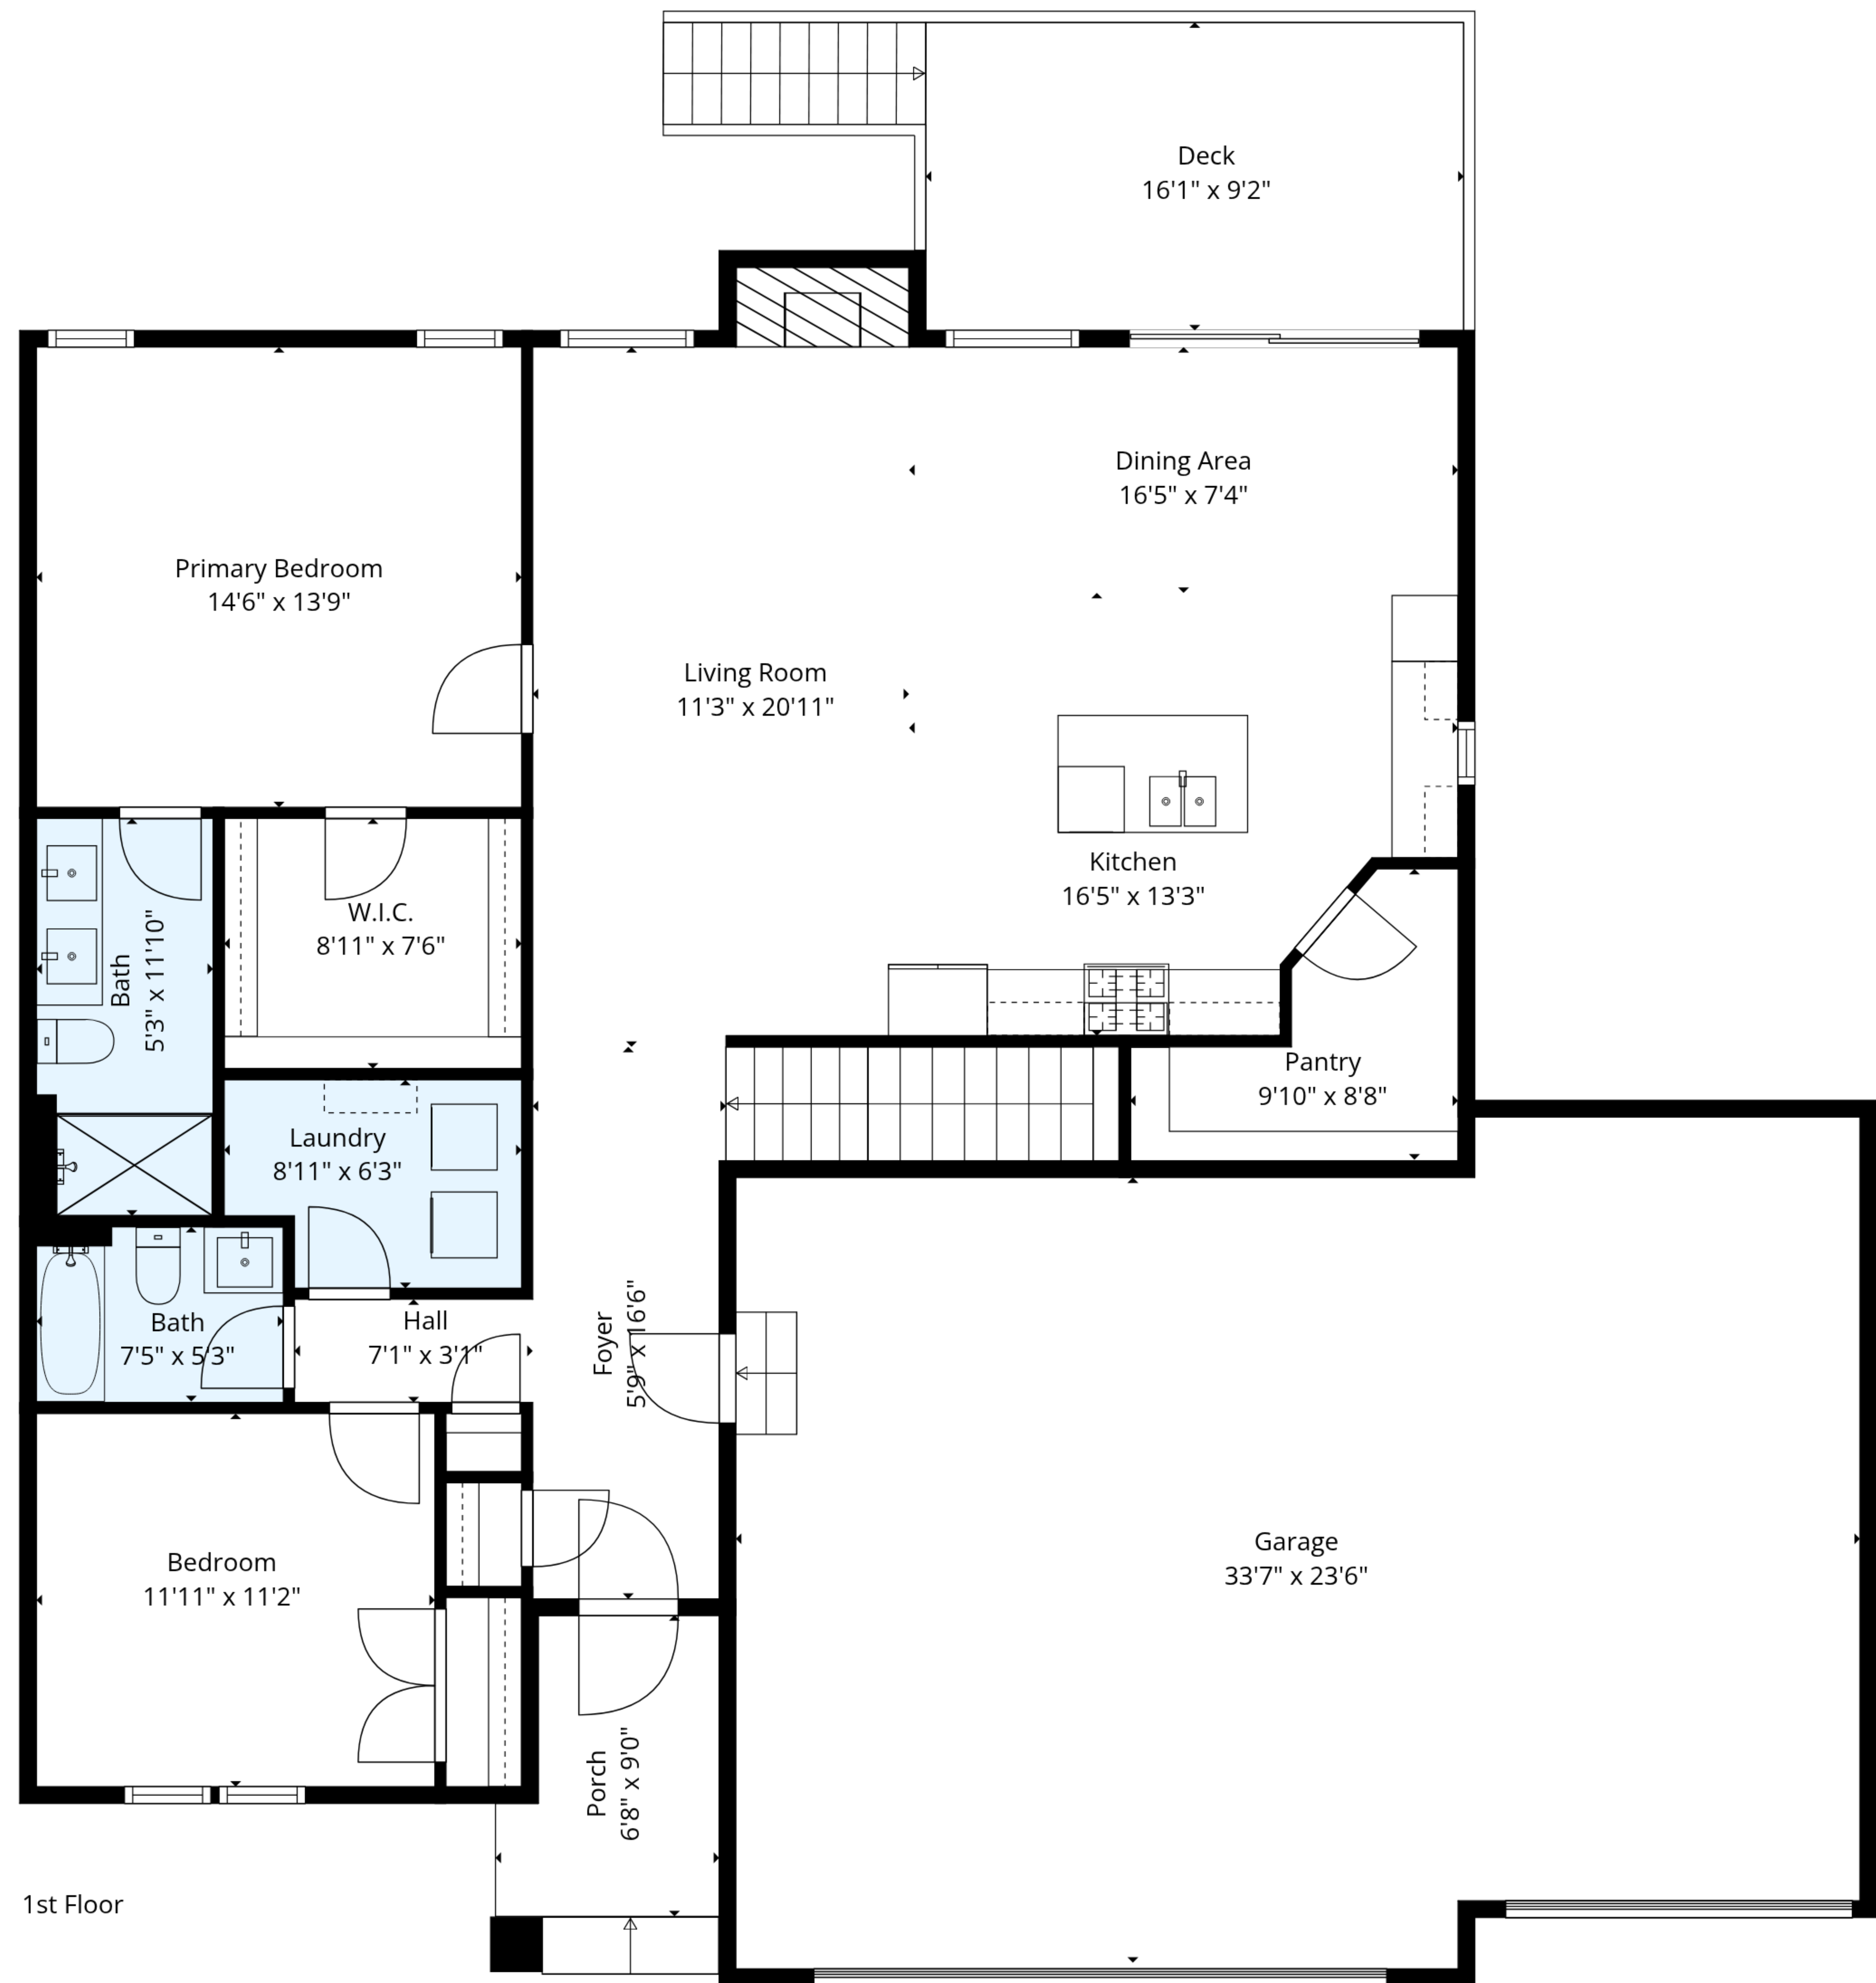 Deck
16'1" x 9'2"
Dining Area
16'5" x 7'4"
Primary Bedroom
14'6" x 13'9"
Living Room
11'3" x 20'11"
Kitchen
16'5" x 13'3"
W.I.C.
8'11" x 7'6"
Bath
5'3" x 11'10"
Pantry
9'10" x 8'8"
Laundry
8'11" x 6'3"
Bath
7'5" x 5'3"
Hall
7'1" x 3'1"
Foyer
5'9" x 16'6"
Garage
33'7" x 23'6"
Bedroom
11'11" x 11'2"
Porch
6'8" x 9'0"
1st Floor